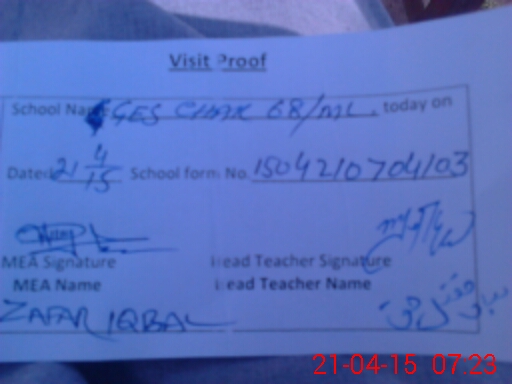 Visit Proof
School Name GES CHAK 68/ML, today on
Dated 21 4/15 School form No. 1504210704103
MEA Signature Head Teacher Signature
MEA Name Head Teacher Name
ZAFAR IQBAL
21-04-15 07:23